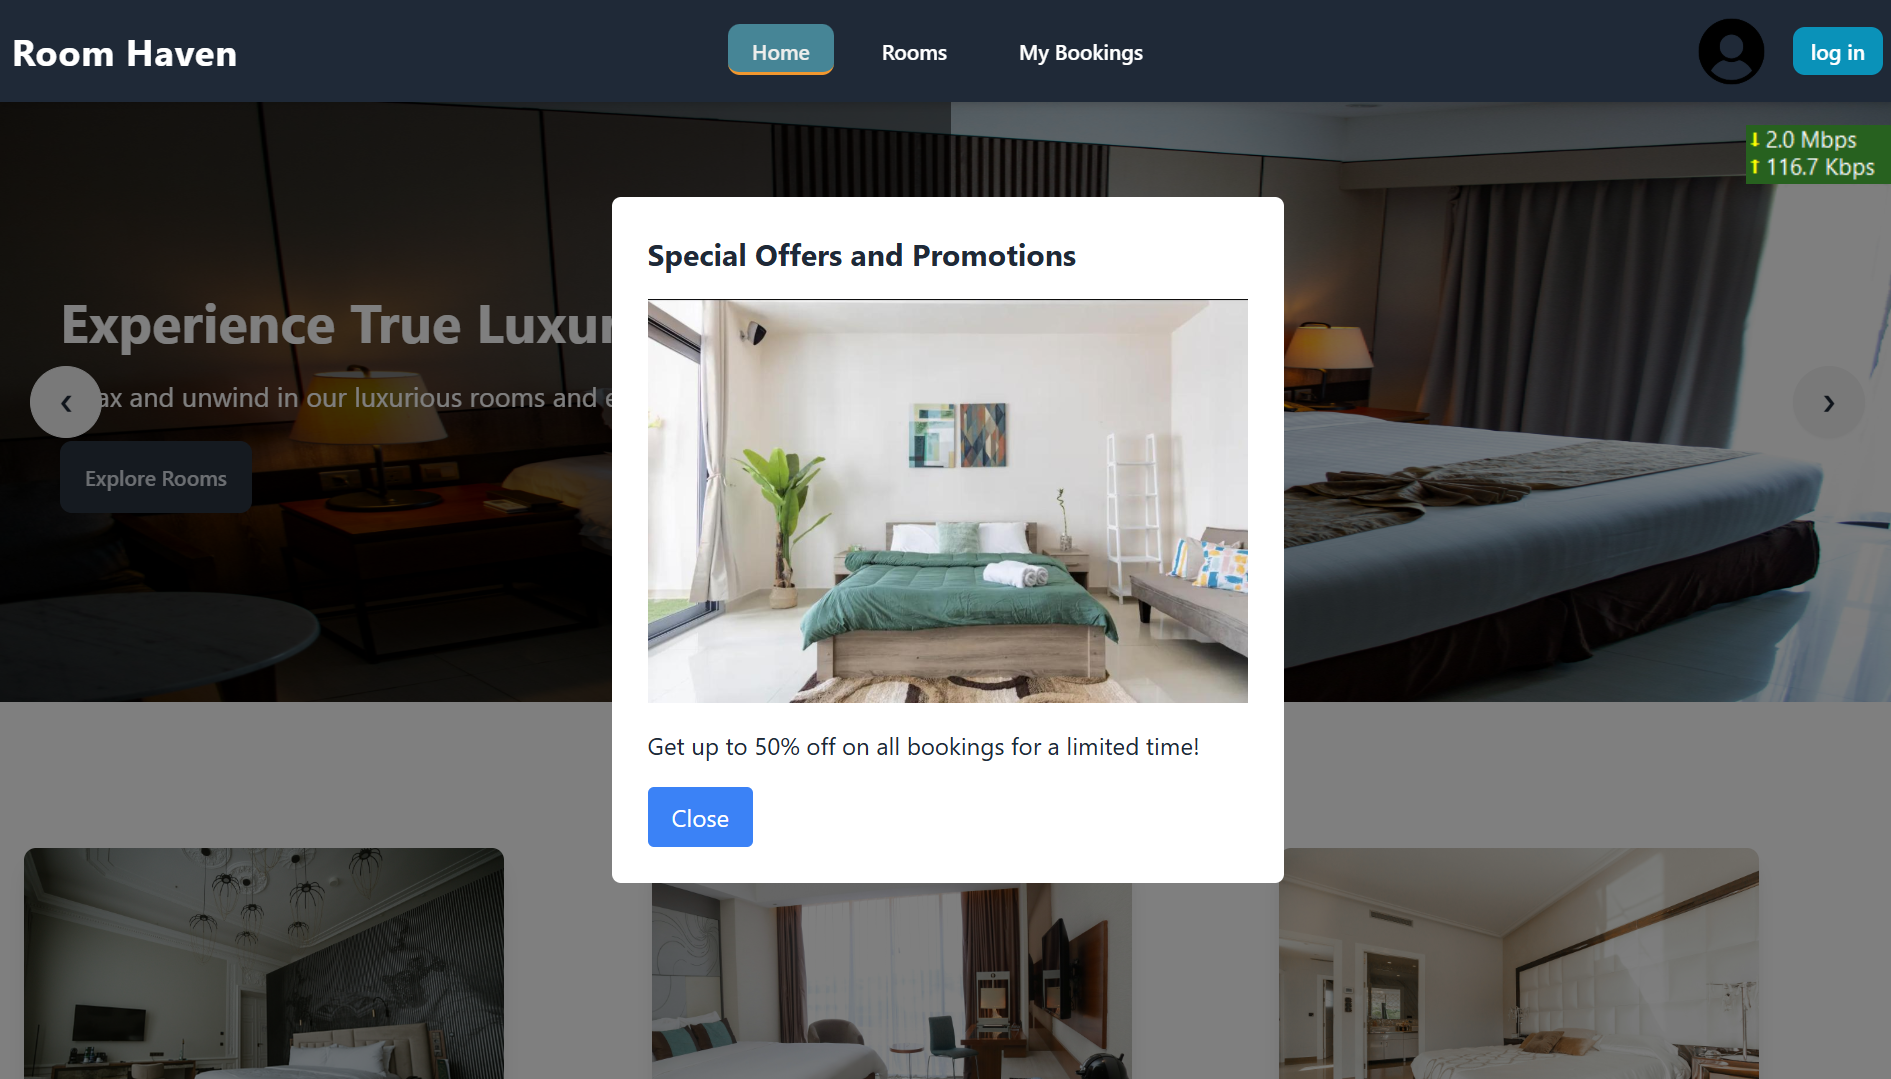 Room Haven
Home
Rooms
My Bookings
log in
↓ 2.0 Mbps
↑ 116.7 Kbps
Special Offers and Promotions
Experience True Luxur
ax and unwind in our luxurious rooms and e
Explore Rooms
Get up to 50% off on all bookings for a limited time!
Close